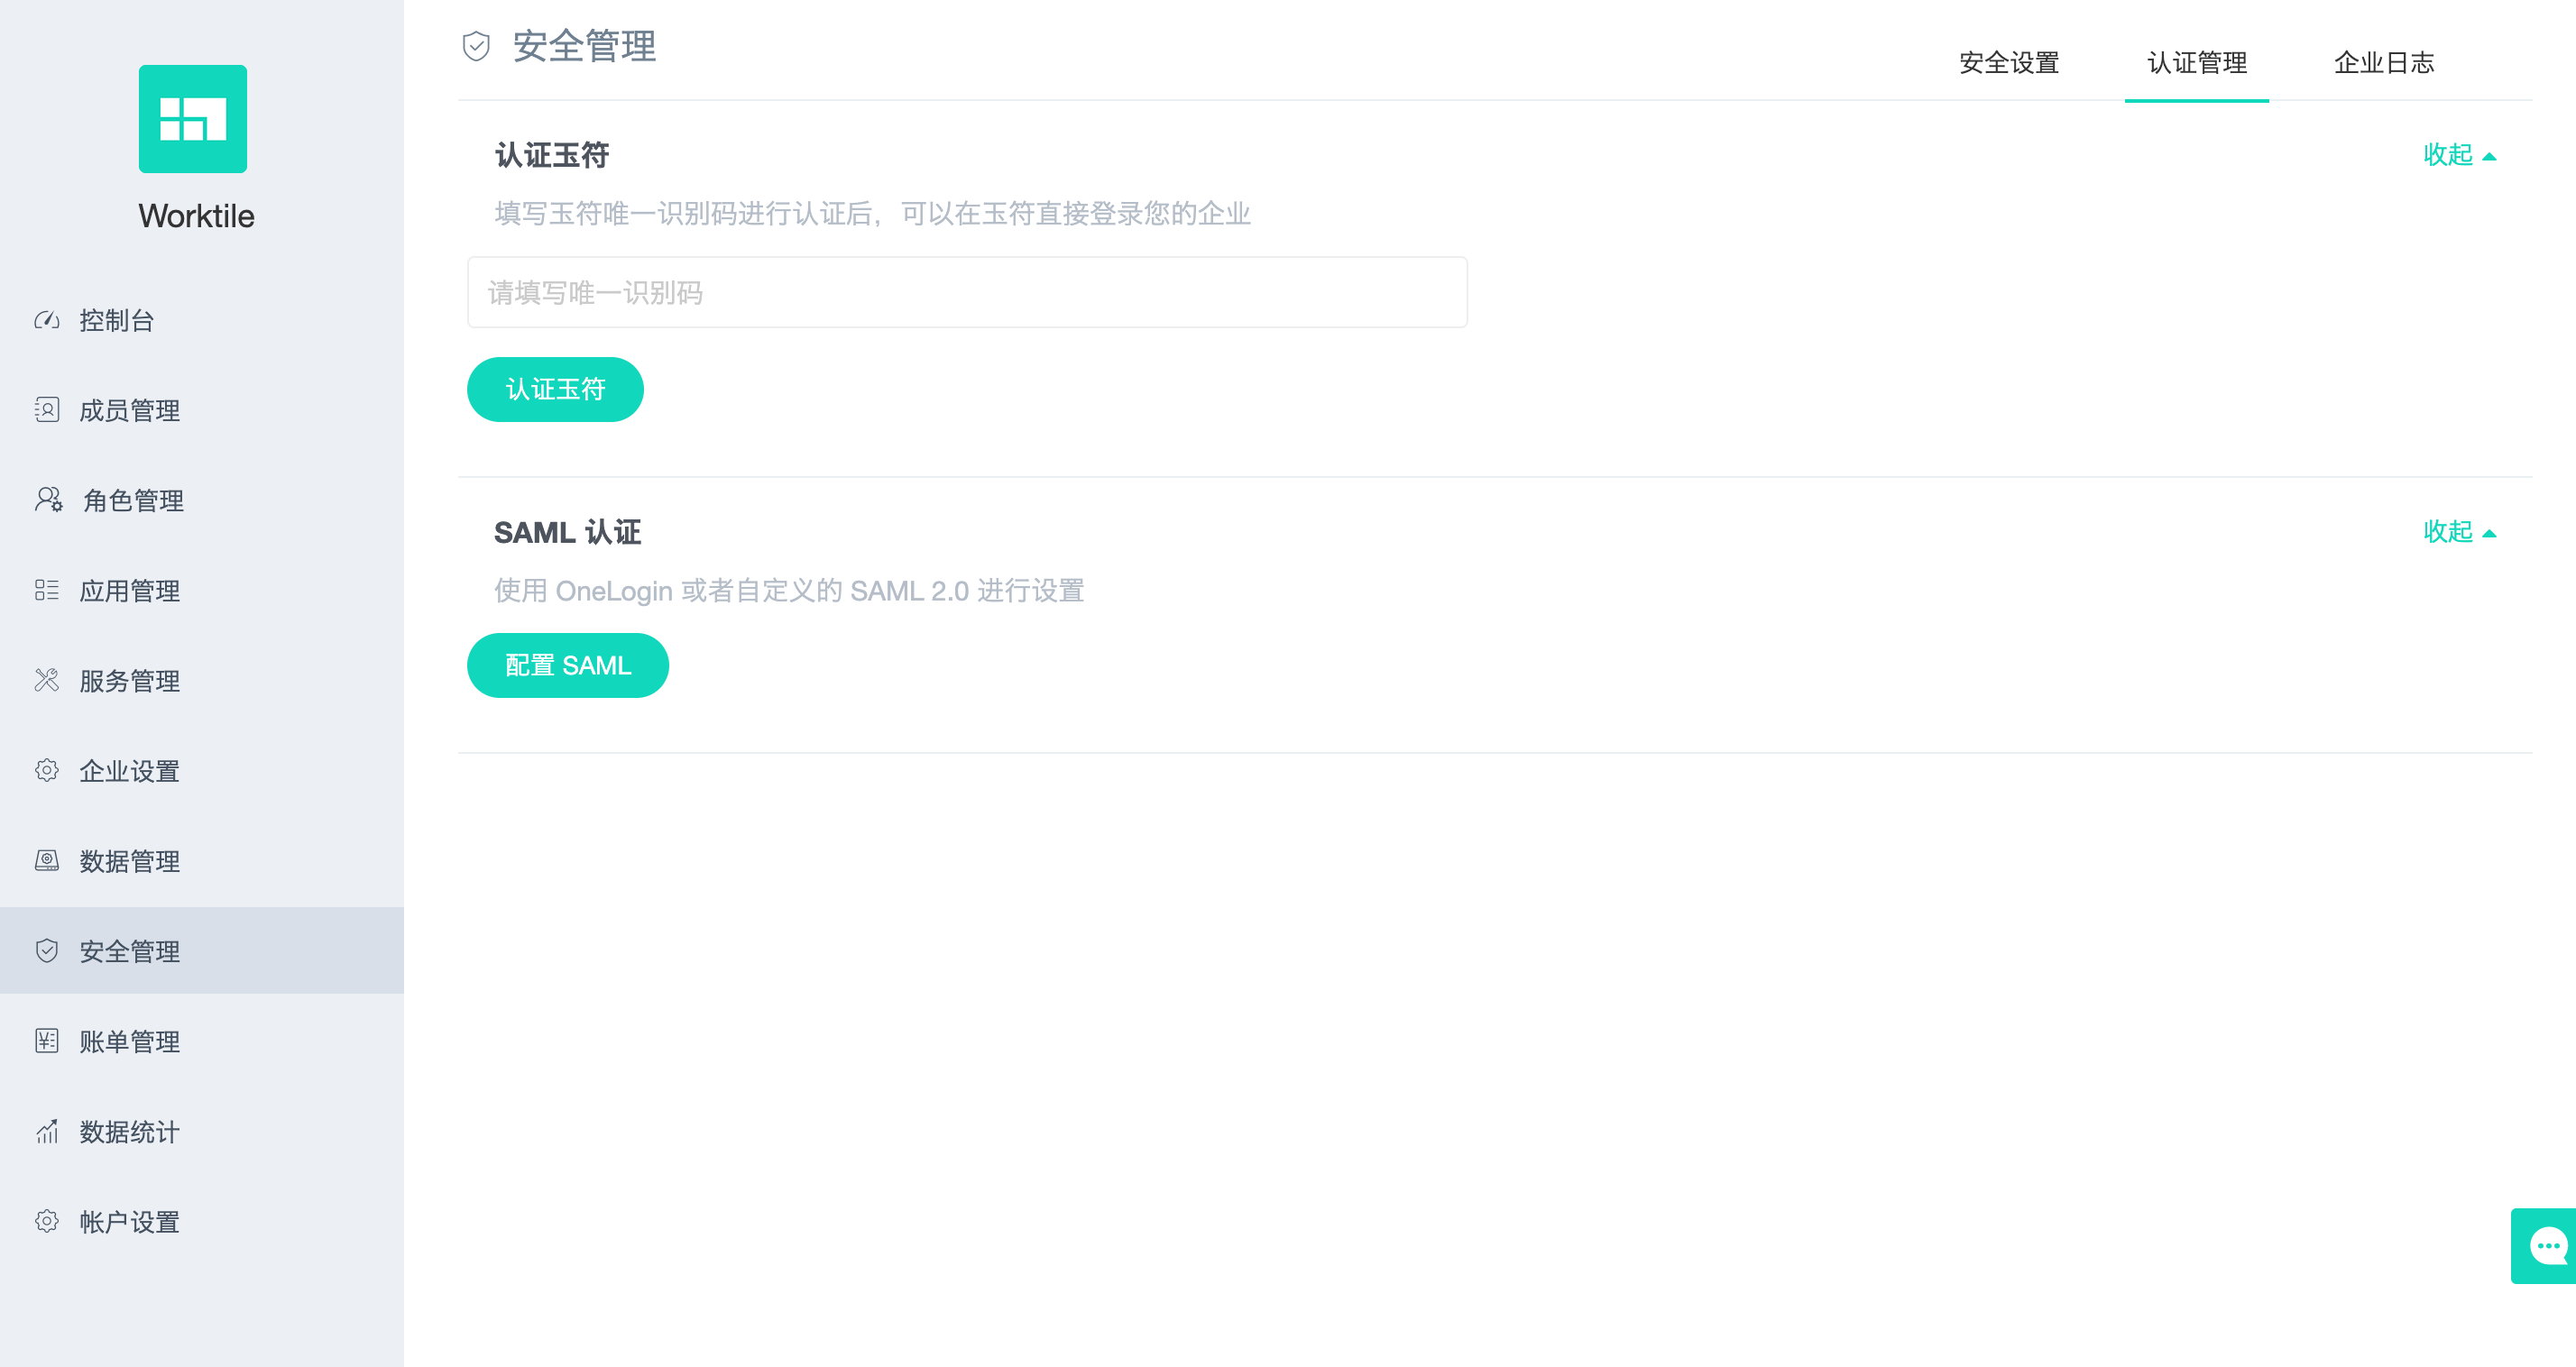 Worktile
控制台
成员管理
角色管理
应用管理
服务管理
企业设置
数据管理
安全管理
账单管理
数据统计
帐户设置
安全管理
安全设置
认证管理
企业日志
认证玉符
收起
填写玉符唯一识别码进行认证后，可以在玉符直接登录您的企业
请填写唯一识别码
认证玉符
SAML 认证
收起
使用 OneLogin 或者自定义的 SAML 2.0 进行设置
配置 SAML